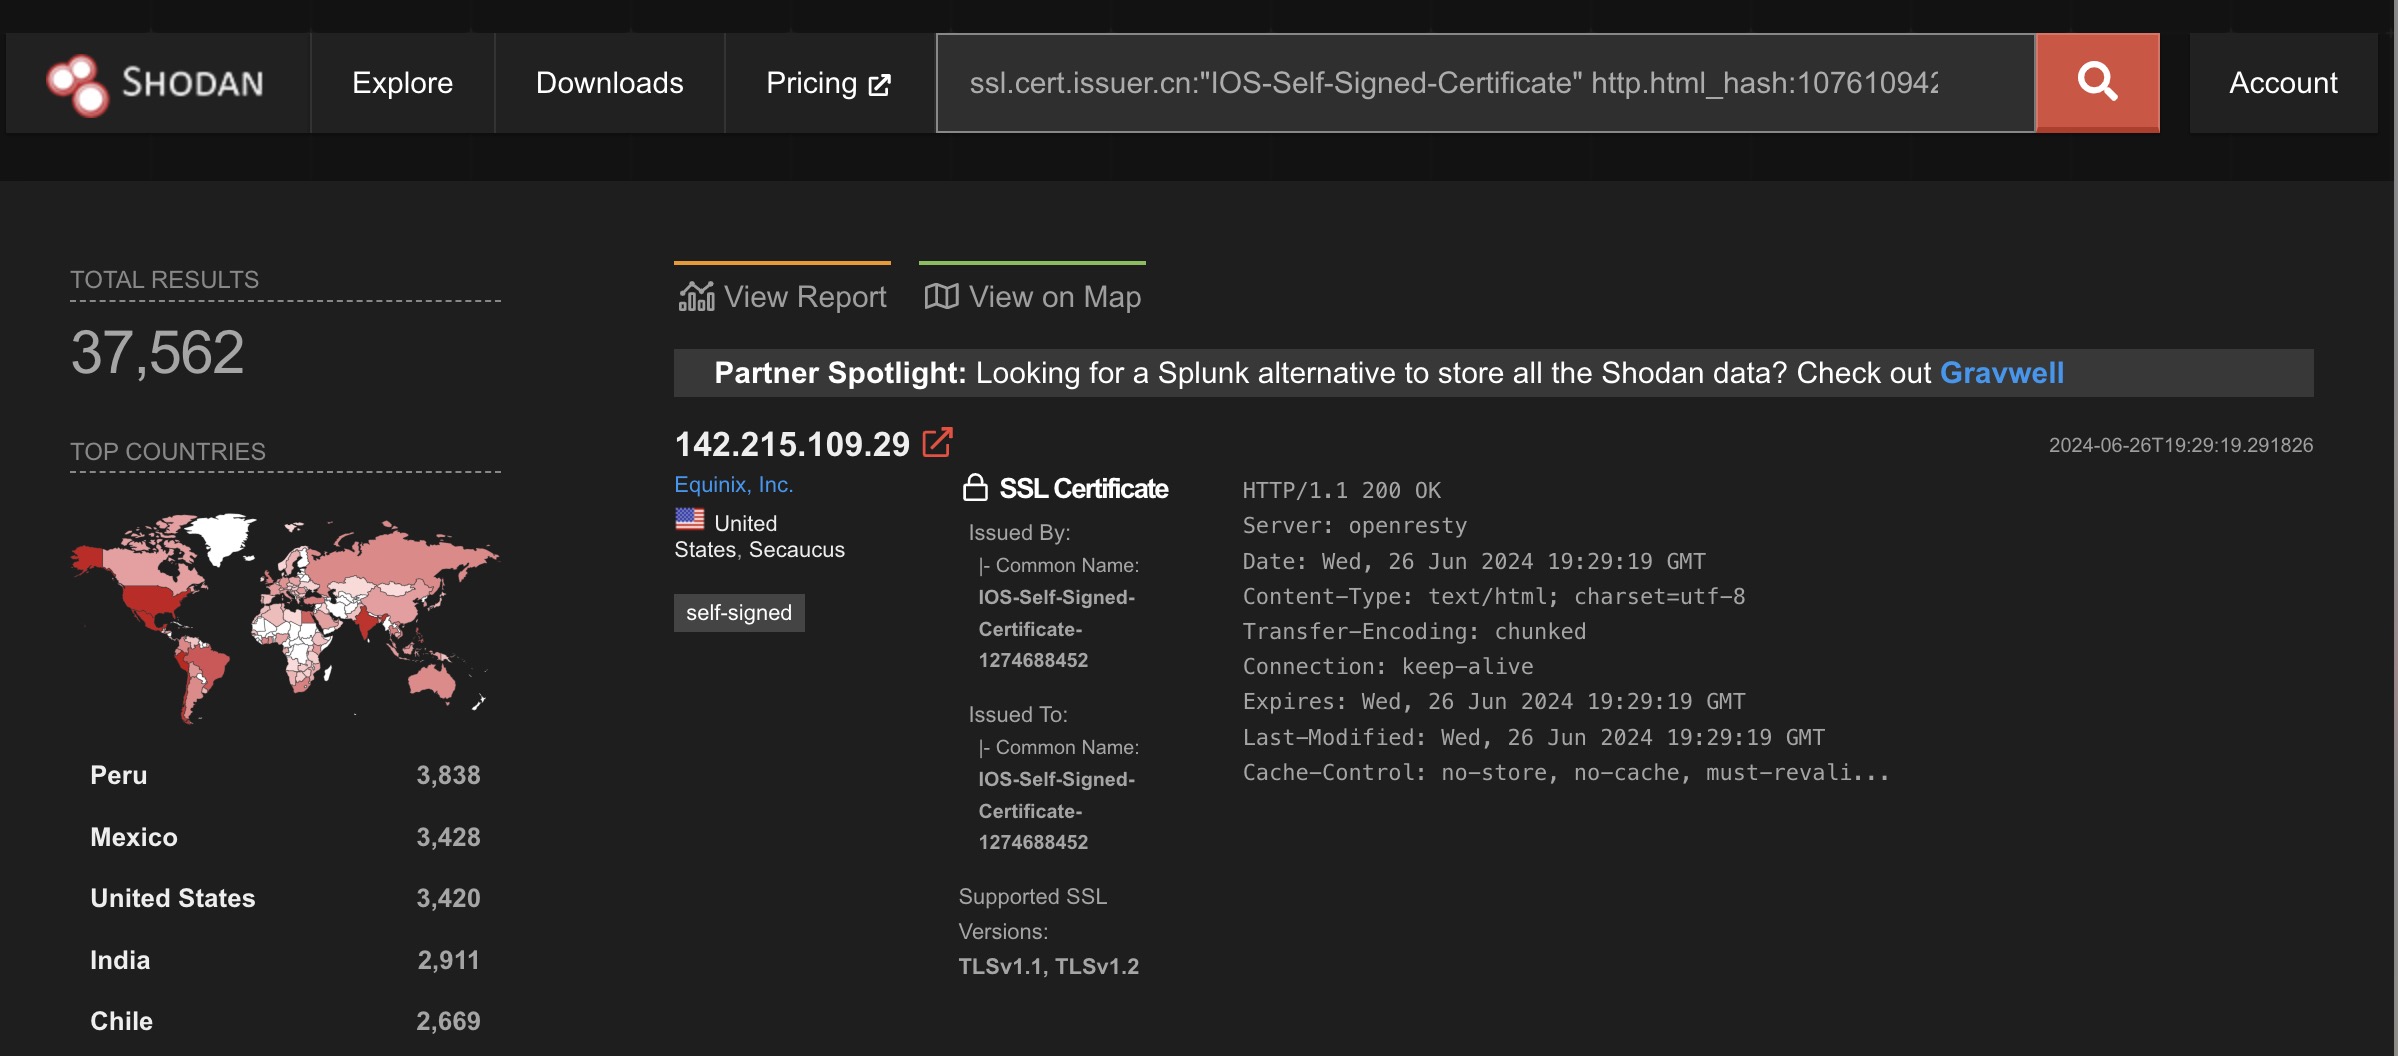 SHODAN Explore Downloads Pricing ssl.cert.issuer.cn:"IOS-Self-Signed-Certificate" http.html_hash:107610942 Account
TOTAL RESULTS
37,562
TOP COUNTRIES
Peru 3,838
Mexico 3,428
United States 3,420
India 2,911
Chile 2,669
View Report View on Map
Partner Spotlight: Looking for a Splunk alternative to store all the Shodan data? Check out Gravwell
142.215.109.29
2024-06-26T19:29:19.291826
Equinix, Inc.
United
States, Secaucus
self-signed
SSL Certificate
Issued By:
|- Common Name:
IOS-Self-Signed-
Certificate-
1274688452
Issued To:
|- Common Name:
IOS-Self-Signed-
Certificate-
1274688452
Supported SSL
Versions:
TLSv1.1, TLSv1.2
HTTP/1.1 200 OK
Server: openresty
Date: Wed, 26 Jun 2024 19:29:19 GMT
Content-Type: text/html; charset=utf-8
Transfer-Encoding: chunked
Connection: keep-alive
Expires: Wed, 26 Jun 2024 19:29:19 GMT
Last-Modified: Wed, 26 Jun 2024 19:29:19 GMT
Cache-Control: no-store, no-cache, must-revali...